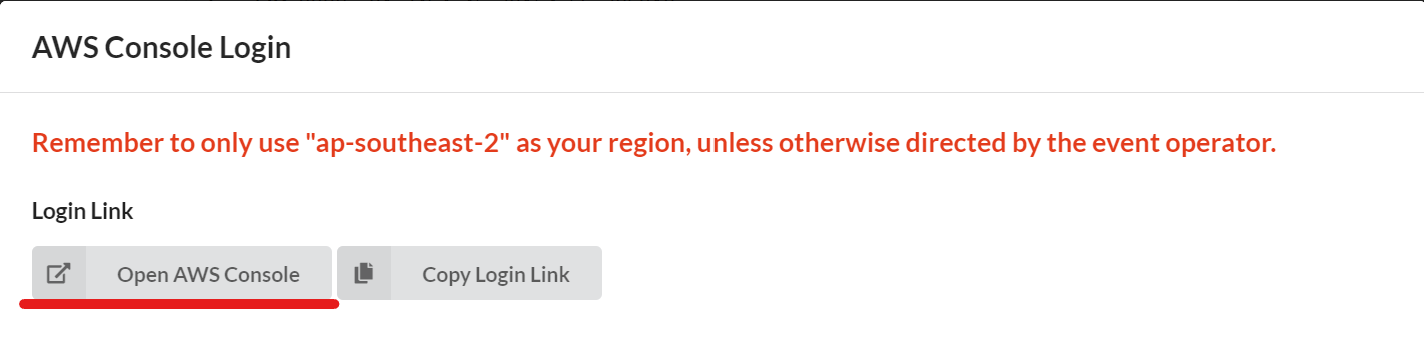 AWS Console Login
Remember to only use "ap-southeast-2" as your region, unless otherwise directed by the event operator.
Login Link
Open AWS Console
Copy Login Link